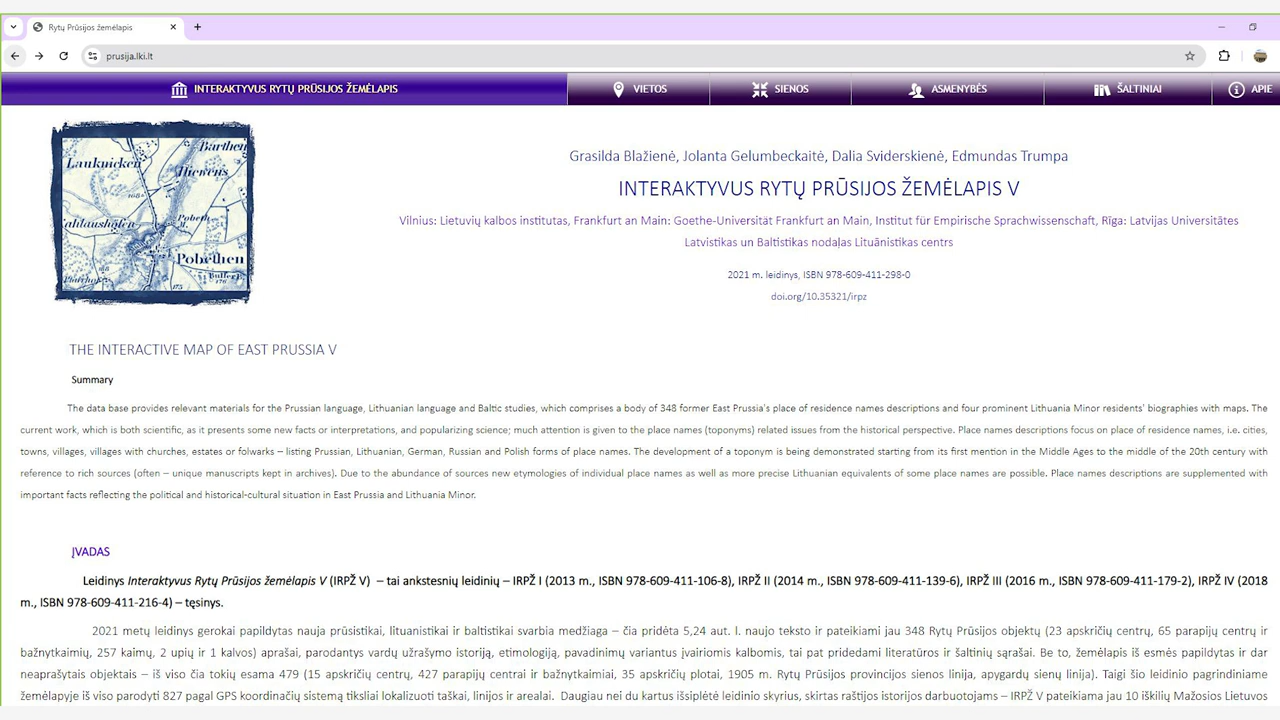 Rytų Prūsijos žemėlapis
prusija.lki.lt
INTERAKTYVUS RYTŲ PRŪSIJOS ŽEMĖLAPIS
VIETOS
SIENOS
ASMENYBĖS
ŠALTINIAI
APIE
Barthen
Lauknicken
Diewens
Pobeth
Pobethen
Grasilda Blažienė, Jolanta Gelumbeckaitė, Dalia Sviderskienė, Edmundas Trumpa
INTERAKTYVUS RYTŲ PRŪSIJOS ŽEMĖLAPIS V
Vilnius: Lietuvių kalbos institutas, Frankfurt an Main: Goethe-Universität Frankfurt an Main, Institut für Empirische Sprachwissenschaft, Rīga: Latvijas Universitātes
Latvistikas un Baltistikas nodaļas Lituānistikas centrs
2021 m. leidinys, ISBN 978-609-411-298-0
doi.org/10.35321/irpz
THE INTERACTIVE MAP OF EAST PRUSSIA V
Summary
The data base provides relevant materials for the Prussian language, Lithuanian language and Baltic studies, which comprises a body of 348 former East Prussia's place of residence names descriptions and four prominent Lithuania Minor residents' biographies with maps. The
current work, which is both scientific, as it presents some new facts or interpretations, and popularizing science; much attention is given to the place names (toponyms) related issues from the historical perspective. Place names descriptions focus on place of residence names, i.e. cities,
towns, villages, villages with churches, estates or folwarks – listing Prussian, Lithuanian, German, Russian and Polish forms of place names. The development of a toponym is being demonstrated starting from its first mention in the Middle Ages to the middle of the 20th century with
reference to rich sources (often – unique manuscripts kept in archives). Due to the abundance of sources new etymologies of individual place names as well as more precise Lithuanian equivalents of some place names are possible. Place names descriptions are supplemented with
important facts reflecting the political and historical-cultural situation in East Prussia and Lithuania Minor.
ĮVADAS
Leidinys Interaktyvus Rytų Prūsijos žemėlapis V (IRPŽ V) – tai ankstesnių leidinių – IRPŽ I (2013 m., ISBN 978-609-411-106-8), IRPŽ II (2014 m., ISBN 978-609-411-139-6), IRPŽ III (2016 m., ISBN 978-609-411-179-2), IRPŽ IV (2018
m., ISBN 978-609-411-216-4) – tęsinys.
2021 metų leidinys gerokai papildytas nauja prūsistikai, lituanistikai ir baltistikai svarbia medžiaga – čia pridėta 5,24 aut. l. naujo teksto ir pateikiami jau 348 Rytų Prūsijos objektų (23 apskričių centrų, 65 parapijų centrų ir
bažnytkaimių, 257 kaimų, 2 upių ir 1 kalvos) aprašai, parodantys vardų užrašymo istoriją, etimologiją, pavadinimų variantus įvairiomis kalbomis, tai pat pridedami literatūros ir šaltinių sąrašai. Be to, žemėlapis iš esmės papildytas ir dar
neaprašytais objektais – iš viso čia tokių esama 479 (15 apskričių centrų, 427 parapijų centrai ir bažnytkaimiai, 35 apskričių plotai, 1905 m. Rytų Prūsijos provincijos sienos linija, apygardų sienų linija). Taigi šio leidinio pagrindiniame
žemėlapyje iš viso parodyti 827 pagal GPS koordinačių sistemą tiksliai lokalizuoti taškai, linijos ir arealai. Daugiau nei du kartus išsiplėtė leidinio skyrius, skirtas raštijos istorijos darbuotojams – IRPŽ V pateikiama jau 10 iškilių Mažosios Lietuvos